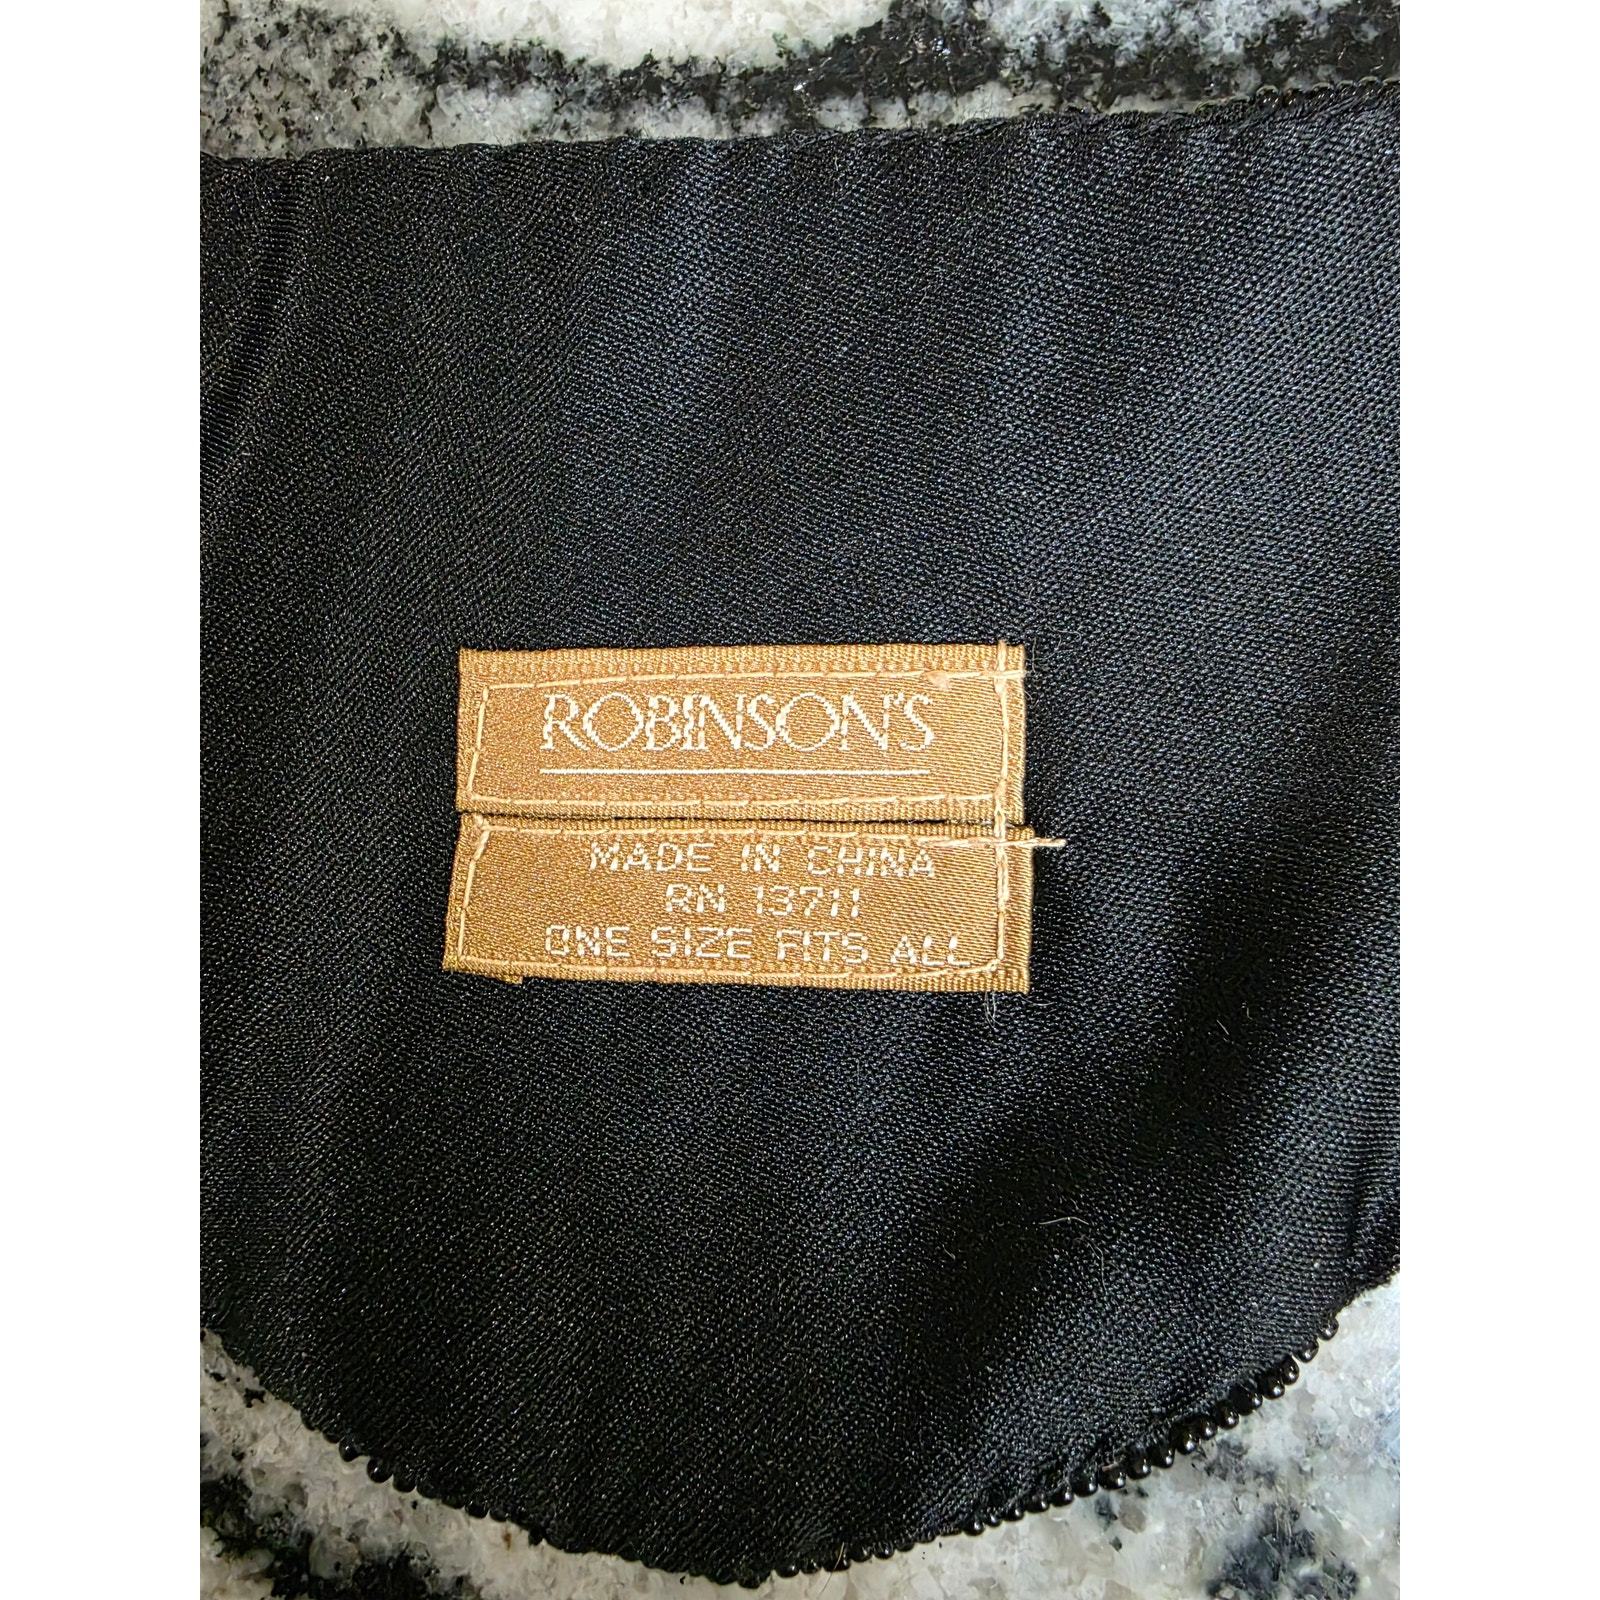 ROBINSON'S
MADE IN CHINA
RN 13711
ONE SIZE FITS ALL